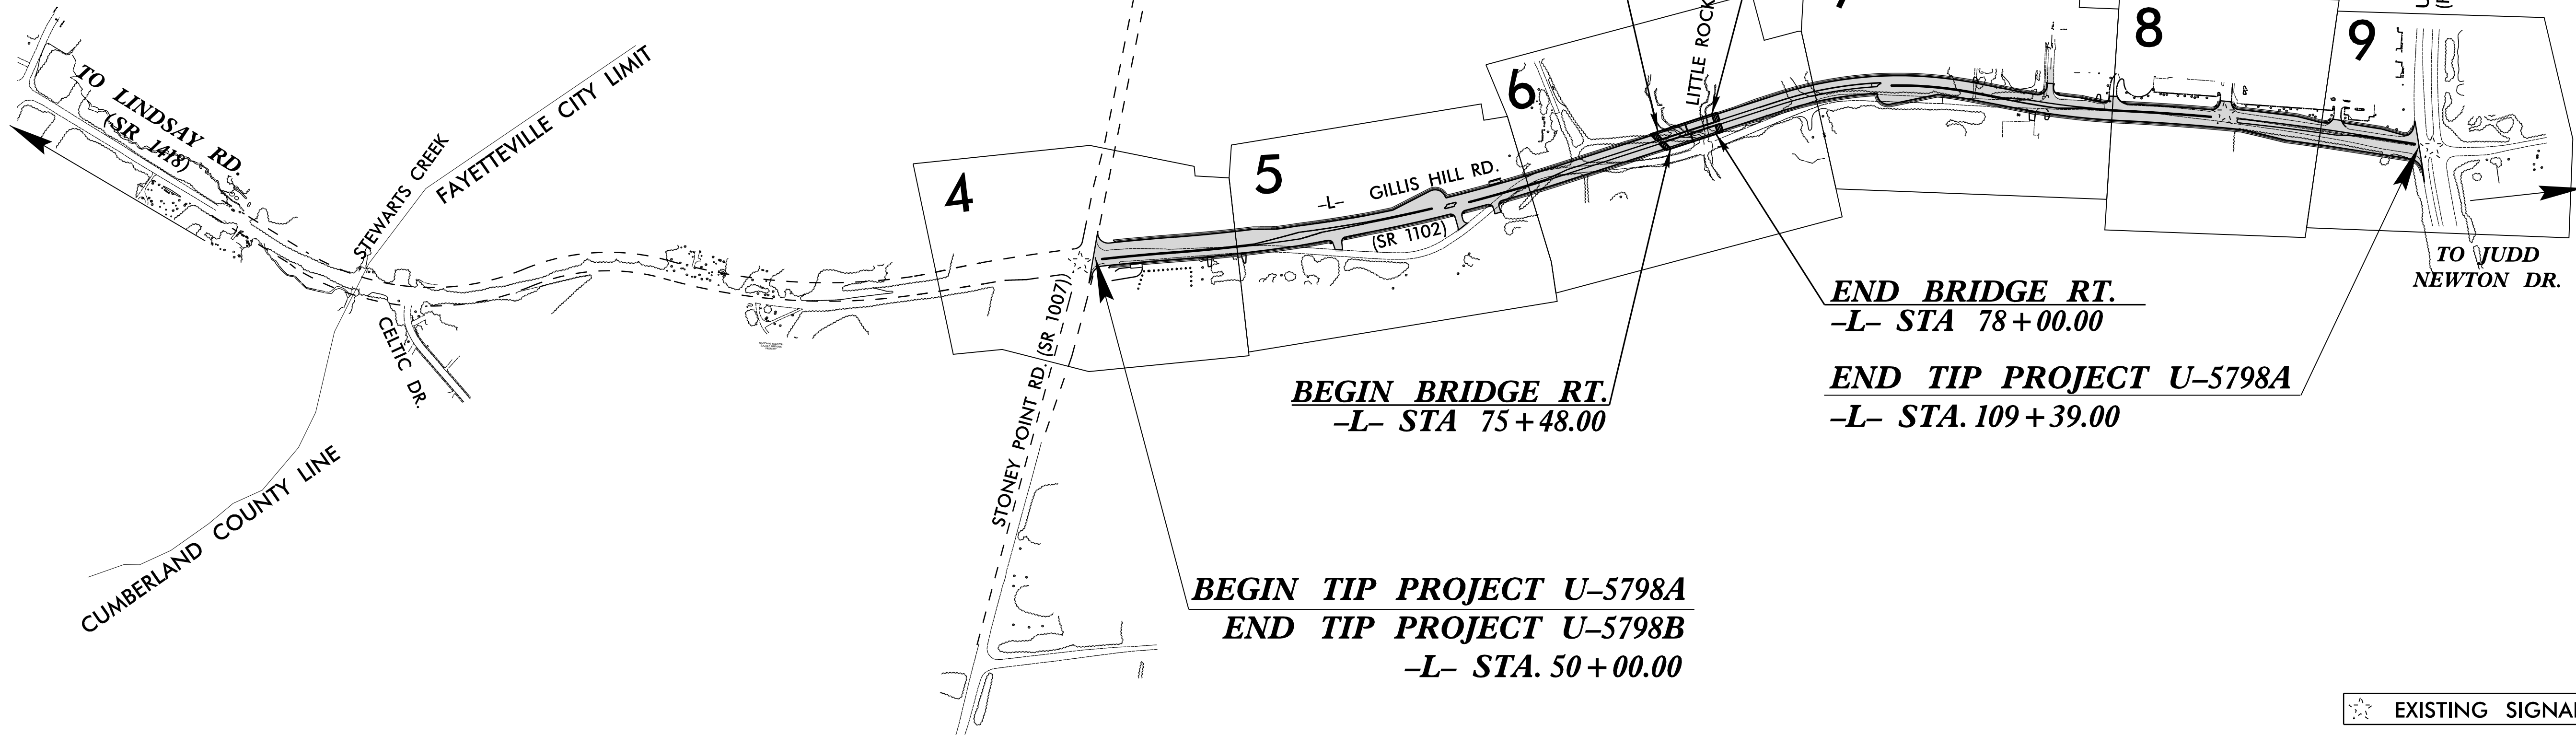 TO LINDSAY RD.
(SR 1418)
STEWARTS CREEK
FAYETTEVILLE CITY LIMIT
CELTIC DR.
CUMBERLAND COUNTY LINE
4
5
6
8
9
STONEY POINT RD. (SR 1007)
–L– GILLIS HILL RD.
(SR 1102)
LITTLE ROCK
TO JUDD
NEWTON DR.
END BRIDGE RT.
–L– STA 78+00.00
BEGIN BRIDGE RT.
–L– STA 75+48.00
END TIP PROJECT U–5798A
–L– STA. 109+39.00
BEGIN TIP PROJECT U–5798A
END TIP PROJECT U–5798B
–L– STA. 50+00.00
EXISTING